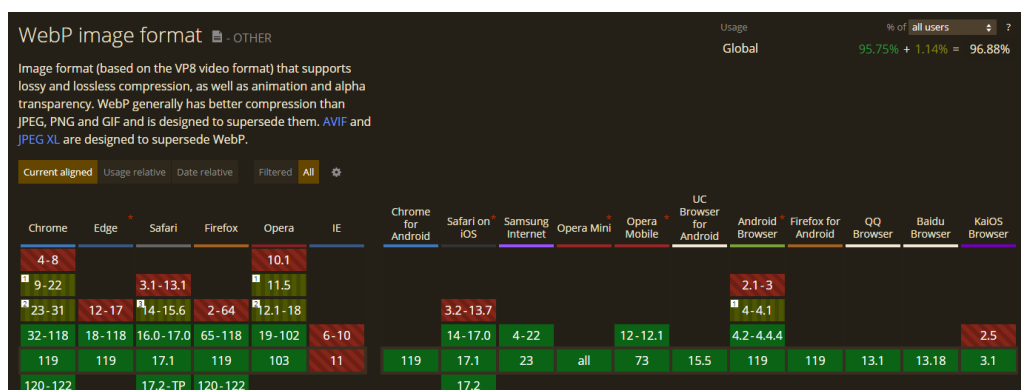 WebP image format - OTHER
Usage % of all users ?
Global 95.75% + 1.14% = 96.88%
Image format (based on the VP8 video format) that supports
lossy and lossless compression, as well as animation and alpha
transparency. WebP generally has better compression than
JPEG, PNG and GIF and is designed to supersede them. AVIF and
JPEG XL are designed to supersede WebP.
Current aligned Usage relative Date relative Filtered All
Chrome Edge * Safari Firefox Opera IE Chrome for Android Safari on iOS * Samsung Internet Opera Mini * Opera Mobile * UC Browser for Android Android Browser * Firefox for Android QQ Browser Baidu Browser KaiOS Browser
4-8 10.1
1 9-22 3.1-13.1 1 11.5 2.1-3
2 23-31 12-17 3 14-15.6 2-64 2 12.1-18 3.2-13.7 1 4-4.1
32-118 18-118 16.0-17.0 65-118 19-102 6-10 14-17.0 4-22 12-12.1 4.2-4.4.4 2.5
119 119 17.1 119 103 11 119 17.1 23 all 73 15.5 119 119 13.1 13.18 3.1
120-122 17.2-TP 120-122 17.2